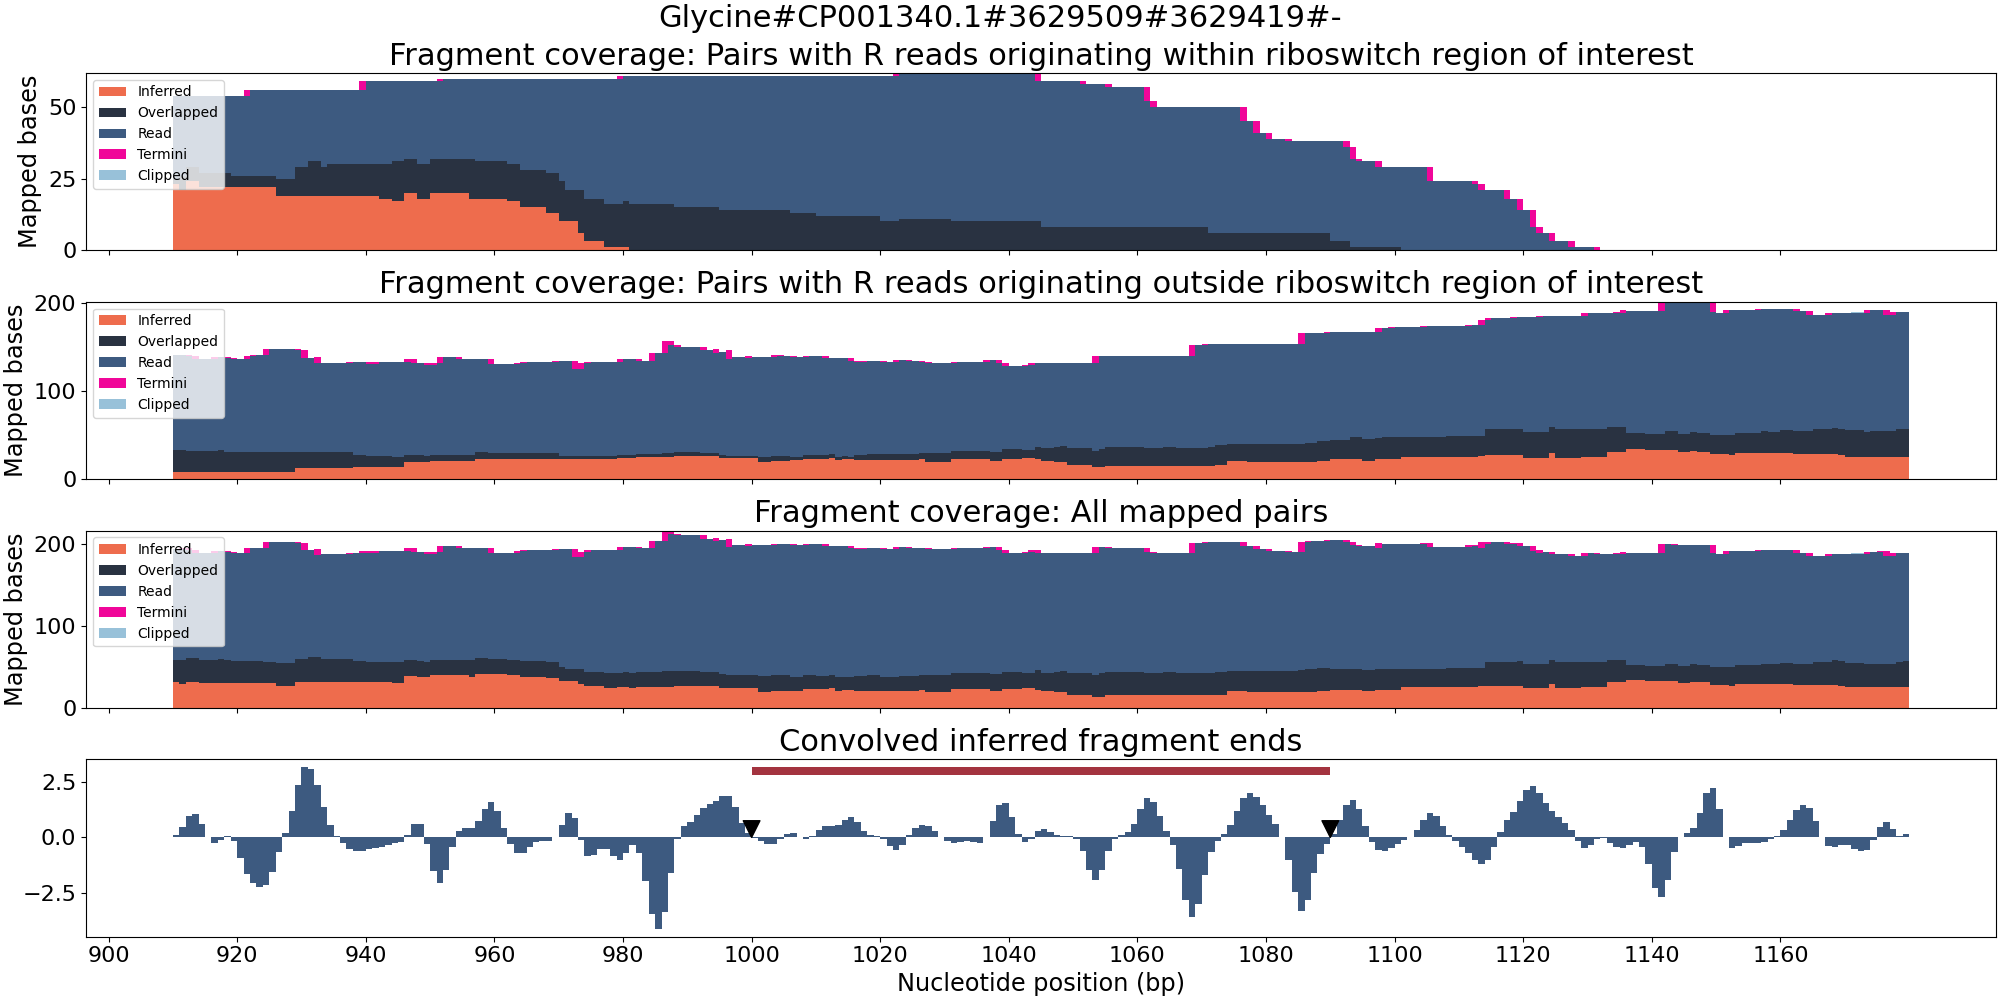 Glycine#CP001340.1#3629509#3629419#-
Fragment coverage: Pairs with R reads originating within riboswitch region of interest
Mapped bases
50
25
0
Inferred
Overlapped
Read
Termini
Clipped
Fragment coverage: Pairs with R reads originating outside riboswitch region of interest
Mapped bases
200
100
0
Inferred
Overlapped
Read
Termini
Clipped
Fragment coverage: All mapped pairs
Mapped bases
200
100
0
Inferred
Overlapped
Read
Termini
Clipped
Convolved inferred fragment ends
2.5
0.0
−2.5
900 920 940 960 980 1000 1020 1040 1060 1080 1100 1120 1140 1160
Nucleotide position (bp)